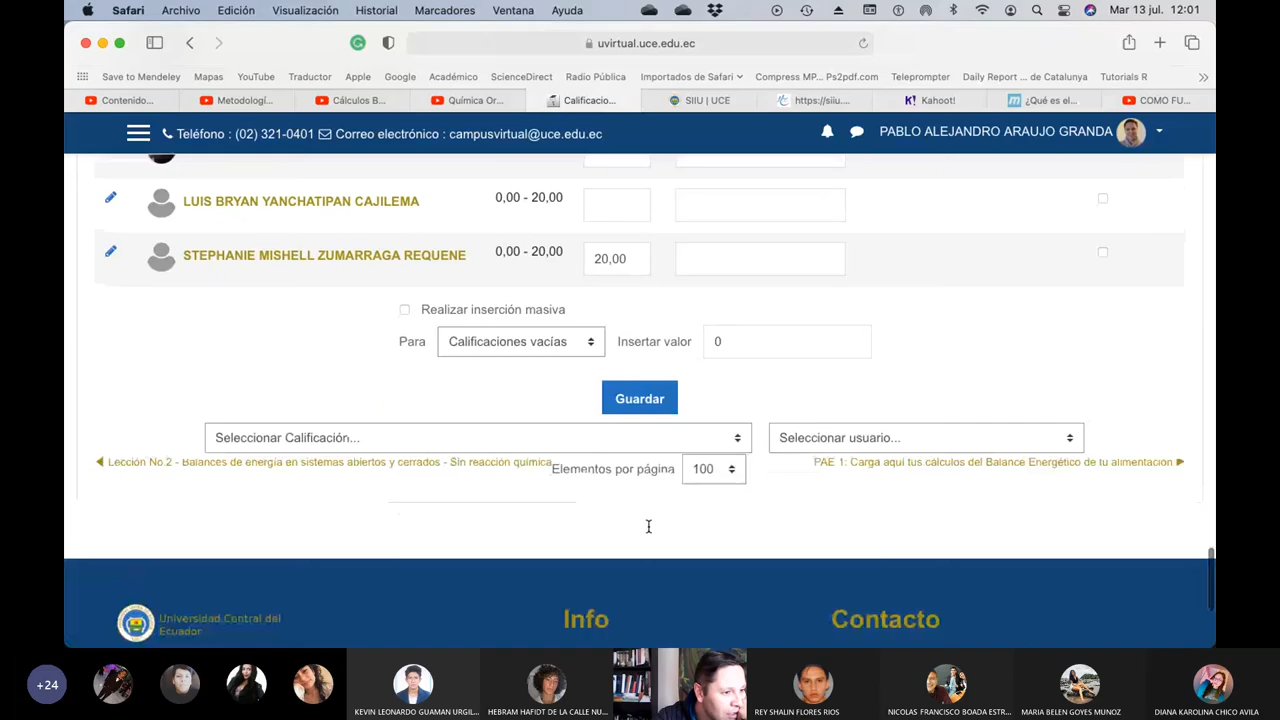 Safari Archivo Edición Visualización Historial Marcadores Ventana Ayuda Mar 13 jul. 12:01
uvirtual.uce.edu.ec
Save to Mendeley Mapas YouTube Traductor Apple Google Académico ScienceDirect Radio Pública Importados de Safari Compress MP... Ps2pdf.com Teleprompter Daily Report ... de Catalunya Tutorials R
Contenido... Metodologí... Cálculos B... Química Or... Calificacio... SIIU | UCE https://siiu.... Kahoot! ¿Qué es el... COMO FU...
Teléfono : (02) 321-0401 Correo electrónico : campusvirtual@uce.edu.ec PABLO ALEJANDRO ARAUJO GRANDA
LUIS BRYAN YANCHATIPAN CAJILEMA 0,00 - 20,00
STEPHANIE MISHELL ZUMARRAGA REQUENE 0,00 - 20,00 20,00
Realizar inserción masiva
Para Calificaciones vacías Insertar valor 0
Guardar
Seleccionar Calificación... Seleccionar usuario...
Lección No.2 - Balances de energía en sistemas abiertos y cerrados - Sin reacción química Elementos por página 100 PAE 1: Carga aquí tus cálculos del Balance Energético de tu alimentación
Universidad Central del
Ecuador
Info Contacto
+24
KEVIN LEONARDO GUAMAN URGIL... HEBRAM HAFIDT DE LA CALLE NU... REY SHALIN FLORES RIOS NICOLAS FRANCISCO BOADA ESTR... MARIA BELEN GOYES MUNOZ DIANA KAROLINA CHICO AVILA